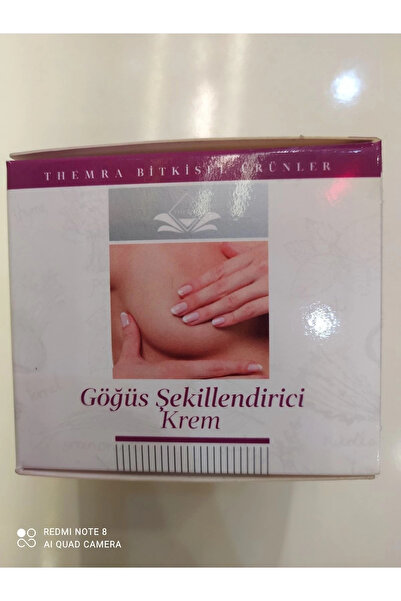 THEMRA BİTKİSEL ÜRÜNLER
Göğüs Şekillendirici
Krem
REDMI NOTE 8
AI QUAD CAMERA